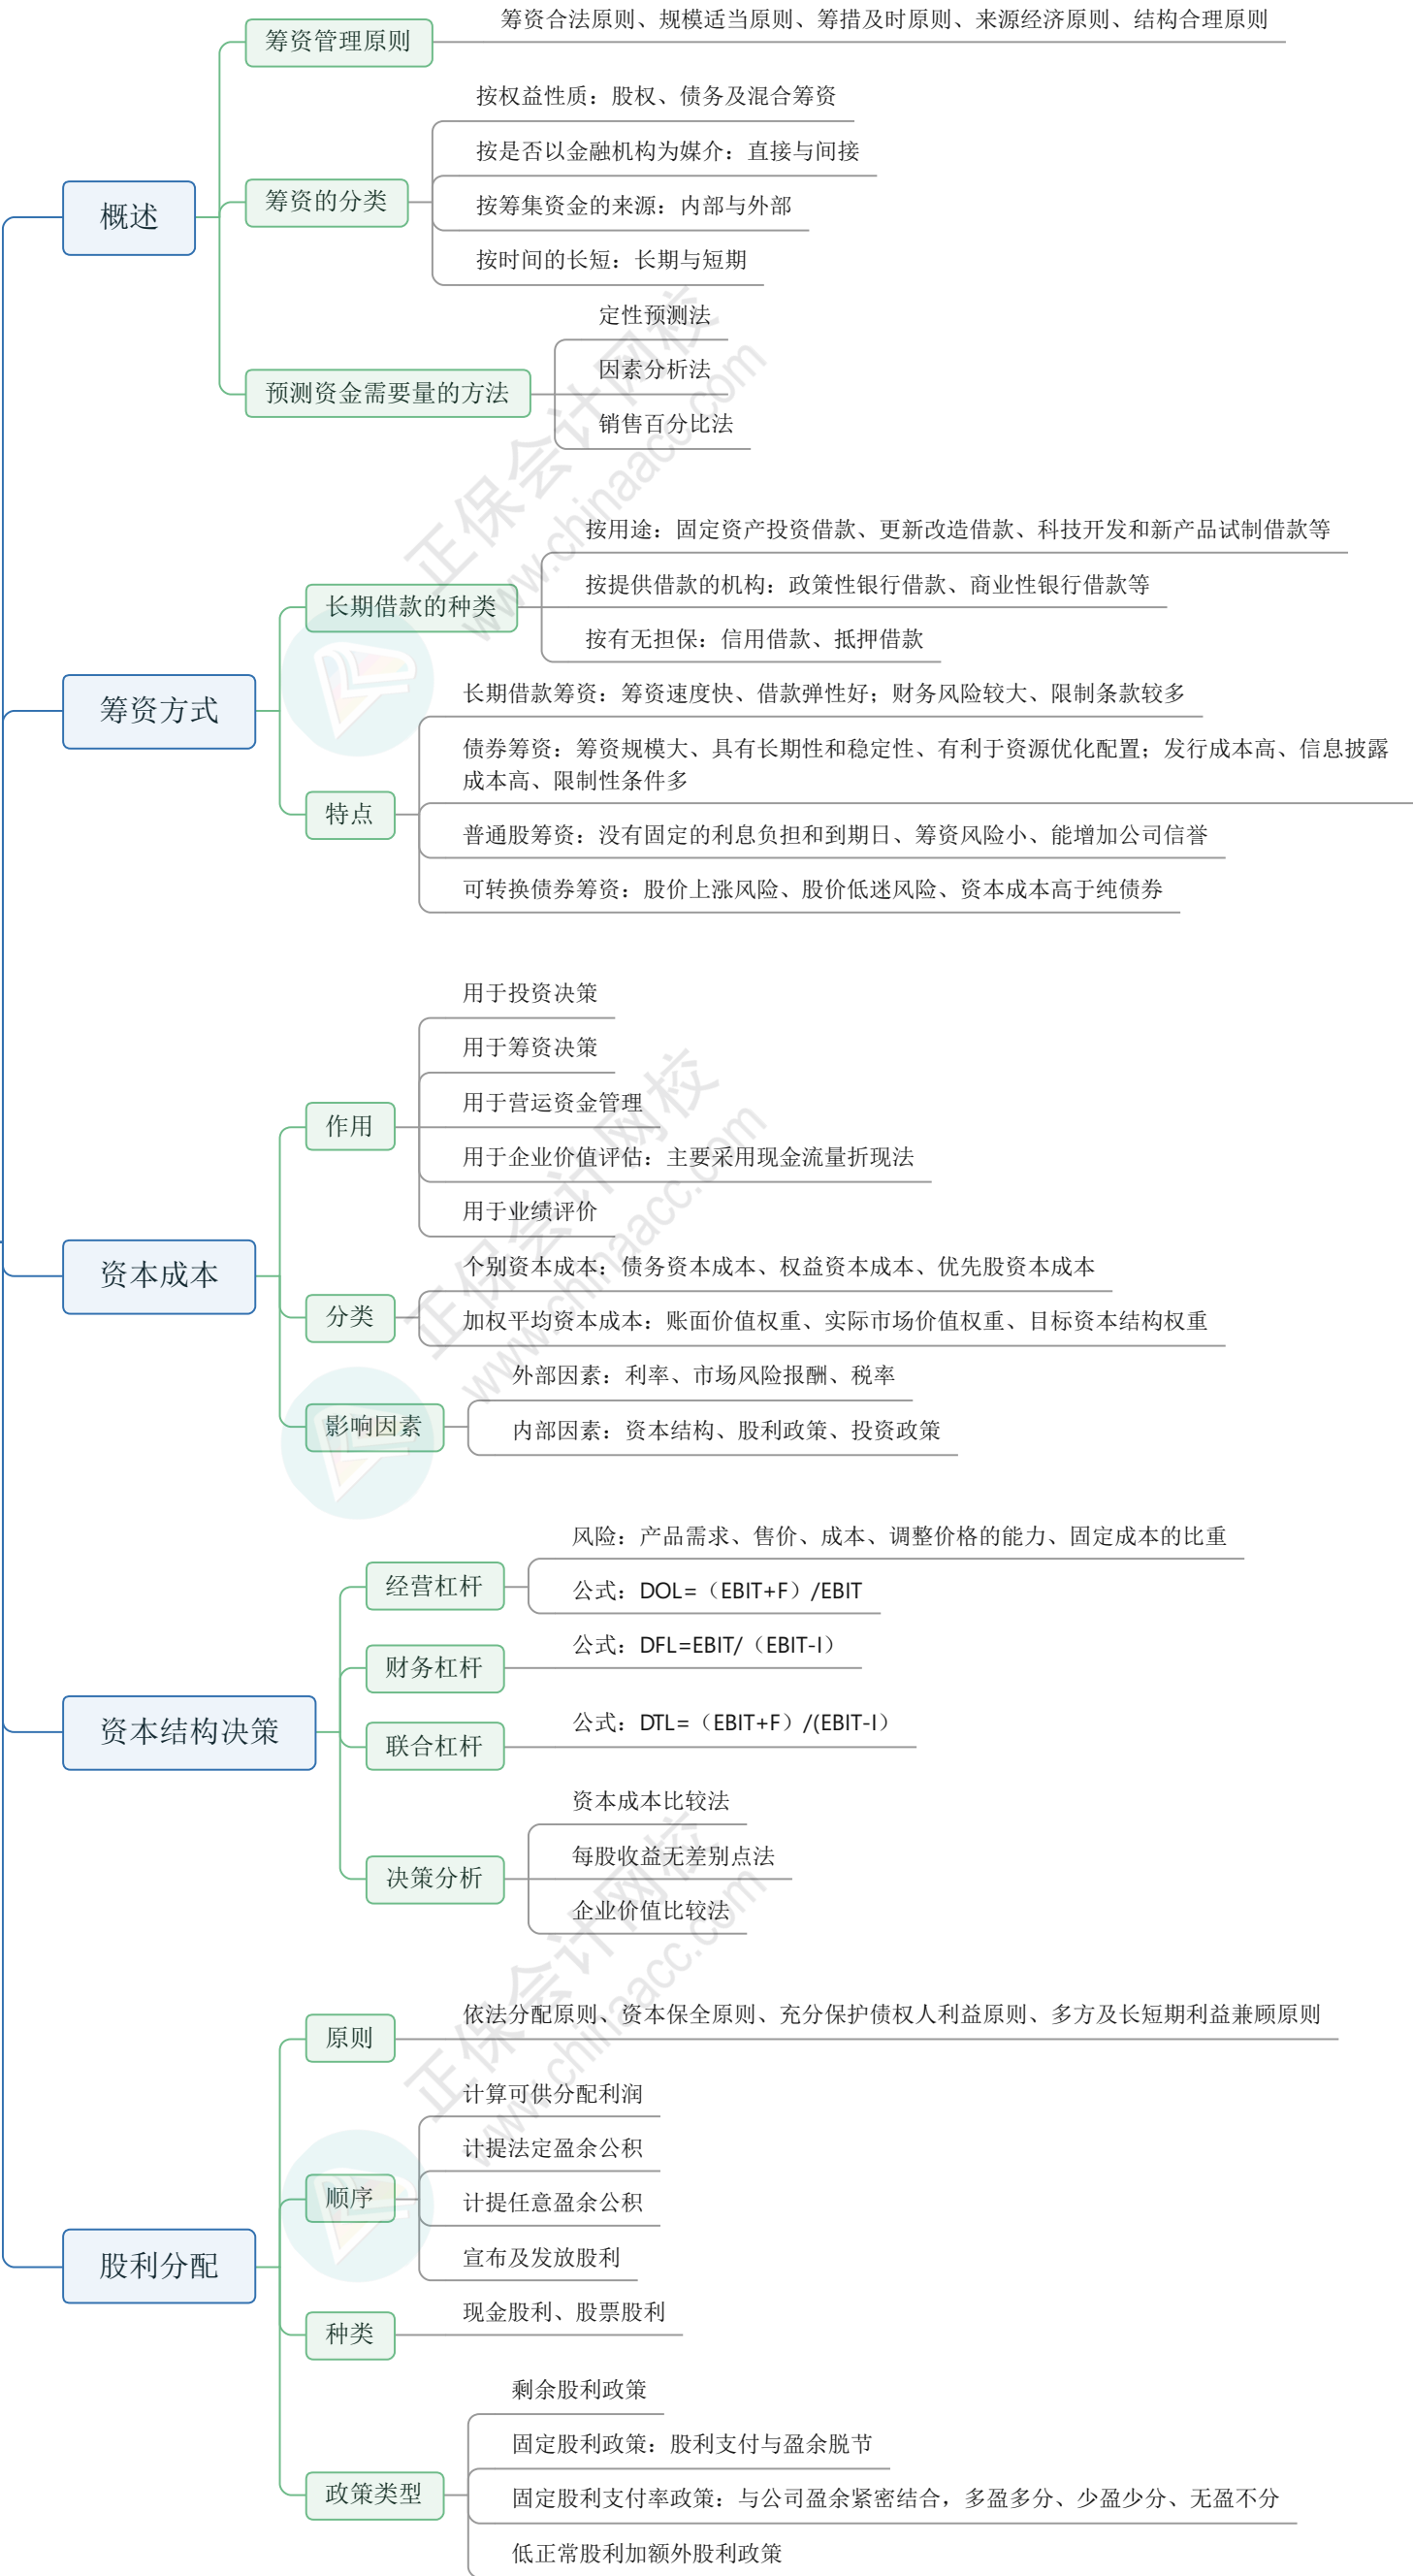 筹资合法原则、规模适当原则、筹措及时原则、来源经济原则、结构合理原则
筹资管理原则
按权益性质：股权、债务及混合筹资
按是否以金融机构为媒介：直接与间接
概述
筹资的分类
按筹集资金的来源：内部与外部
按时间的长短：长期与短期
定性预测法
因素分析法
预测资金需要量的方法
销售百分比法
正保会计网校
www.chinaacc.com
按用途：固定资产投资借款、更新改造借款、科技开发和新产品试制借款等
按提供借款的机构：政策性银行借款、商业性银行借款等
长期借款的种类
按有无担保：信用借款、抵押借款
筹资方式
长期借款筹资：筹资速度快、借款弹性好；财务风险较大、限制条款较多
债券筹资：筹资规模大、具有长期性和稳定性、有利于资源优化配置；发行成本高、信息披露
成本高、限制性条件多
特点
普通股筹资：没有固定的利息负担和到期日、筹资风险小、能增加公司信誉
可转换债券筹资：股价上涨风险、股价低迷风险、资本成本高于纯债券
用于投资决策
用于筹资决策
用于营运资金管理
作用
用于企业价值评估：主要采用现金流量折现法
用于业绩评价
正保会计网校
www.chinaacc.com
资本成本
个别资本成本：债务资本成本、权益资本成本、优先股资本成本
分类
加权平均资本成本：账面价值权重、实际市场价值权重、目标资本结构权重
外部因素：利率、市场风险报酬、税率
影响因素
内部因素：资本结构、股利政策、投资政策
风险：产品需求、售价、成本、调整价格的能力、固定成本的比重
经营杠杆
公式：DOL=（EBIT+F）/EBIT
公式：DFL=EBIT/（EBIT-I）
财务杠杆
资本结构决策
公式：DTL=（EBIT+F）/(EBIT-I）
联合杠杆
资本成本比较法
每股收益无差别点法
决策分析
企业价值比较法
正保会计网校
www.chinaacc.com
依法分配原则、资本保全原则、充分保护债权人利益原则、多方及长短期利益兼顾原则
原则
计算可供分配利润
计提法定盈余公积
顺序
计提任意盈余公积
宣布及发放股利
股利分配
现金股利、股票股利
种类
剩余股利政策
固定股利政策：股利支付与盈余脱节
政策类型
固定股利支付率政策：与公司盈余紧密结合，多盈多分、少盈少分、无盈不分
低正常股利加额外股利政策